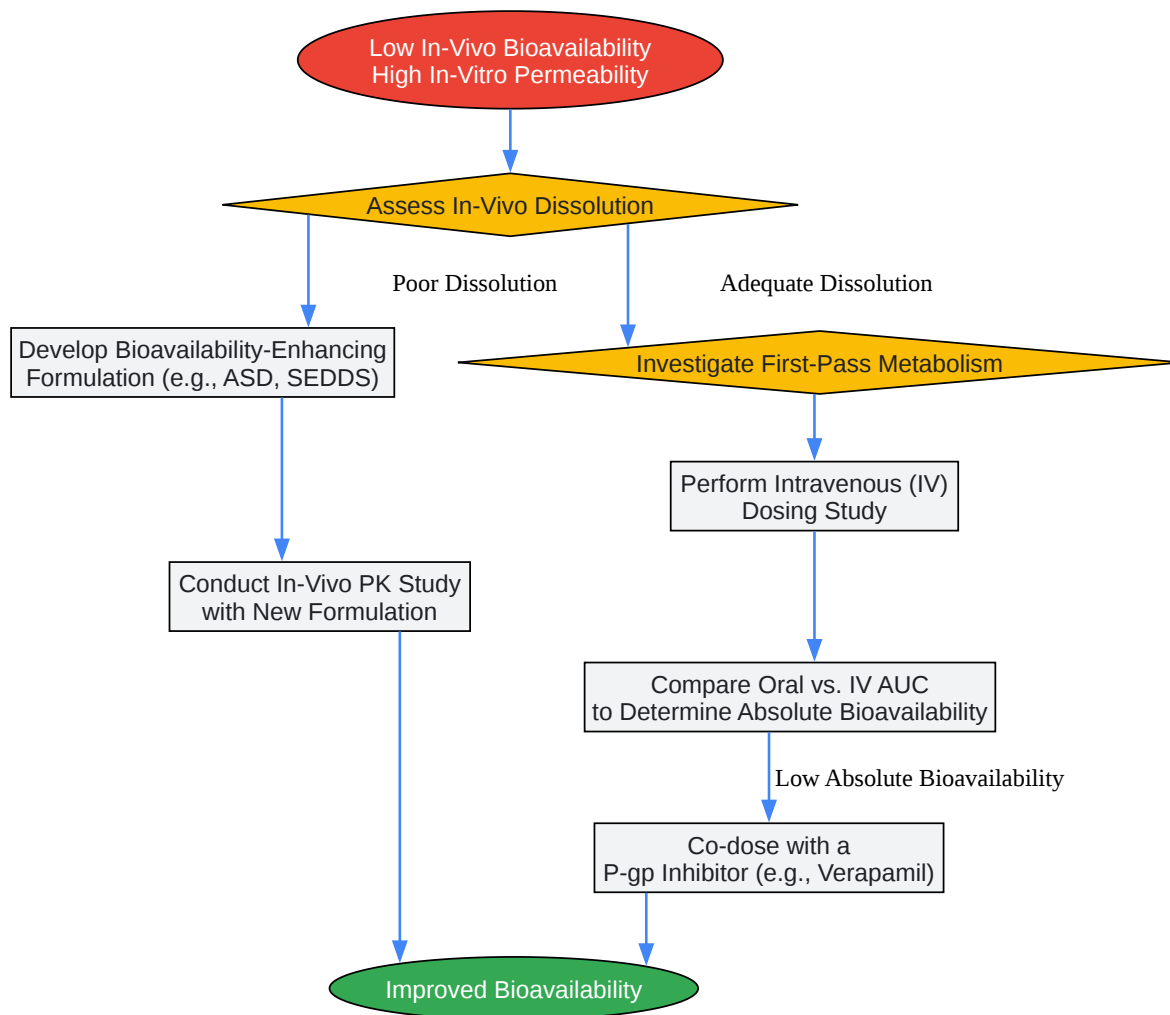 Low In-Vivo Bioavailability
High In-Vitro Permeability
Assess In-Vivo Dissolution
Poor Dissolution
Adequate Dissolution
Develop Bioavailability-Enhancing
Formulation (e.g., ASD, SEDDS)
Investigate First-Pass Metabolism
Perform Intravenous (IV)
Dosing Study
Conduct In-Vivo PK Study
with New Formulation
Compare Oral vs. IV AUC
to Determine Absolute Bioavailability
Low Absolute Bioavailability
Co-dose with a
P-gp Inhibitor (e.g., Verapamil)
Improved Bioavailability